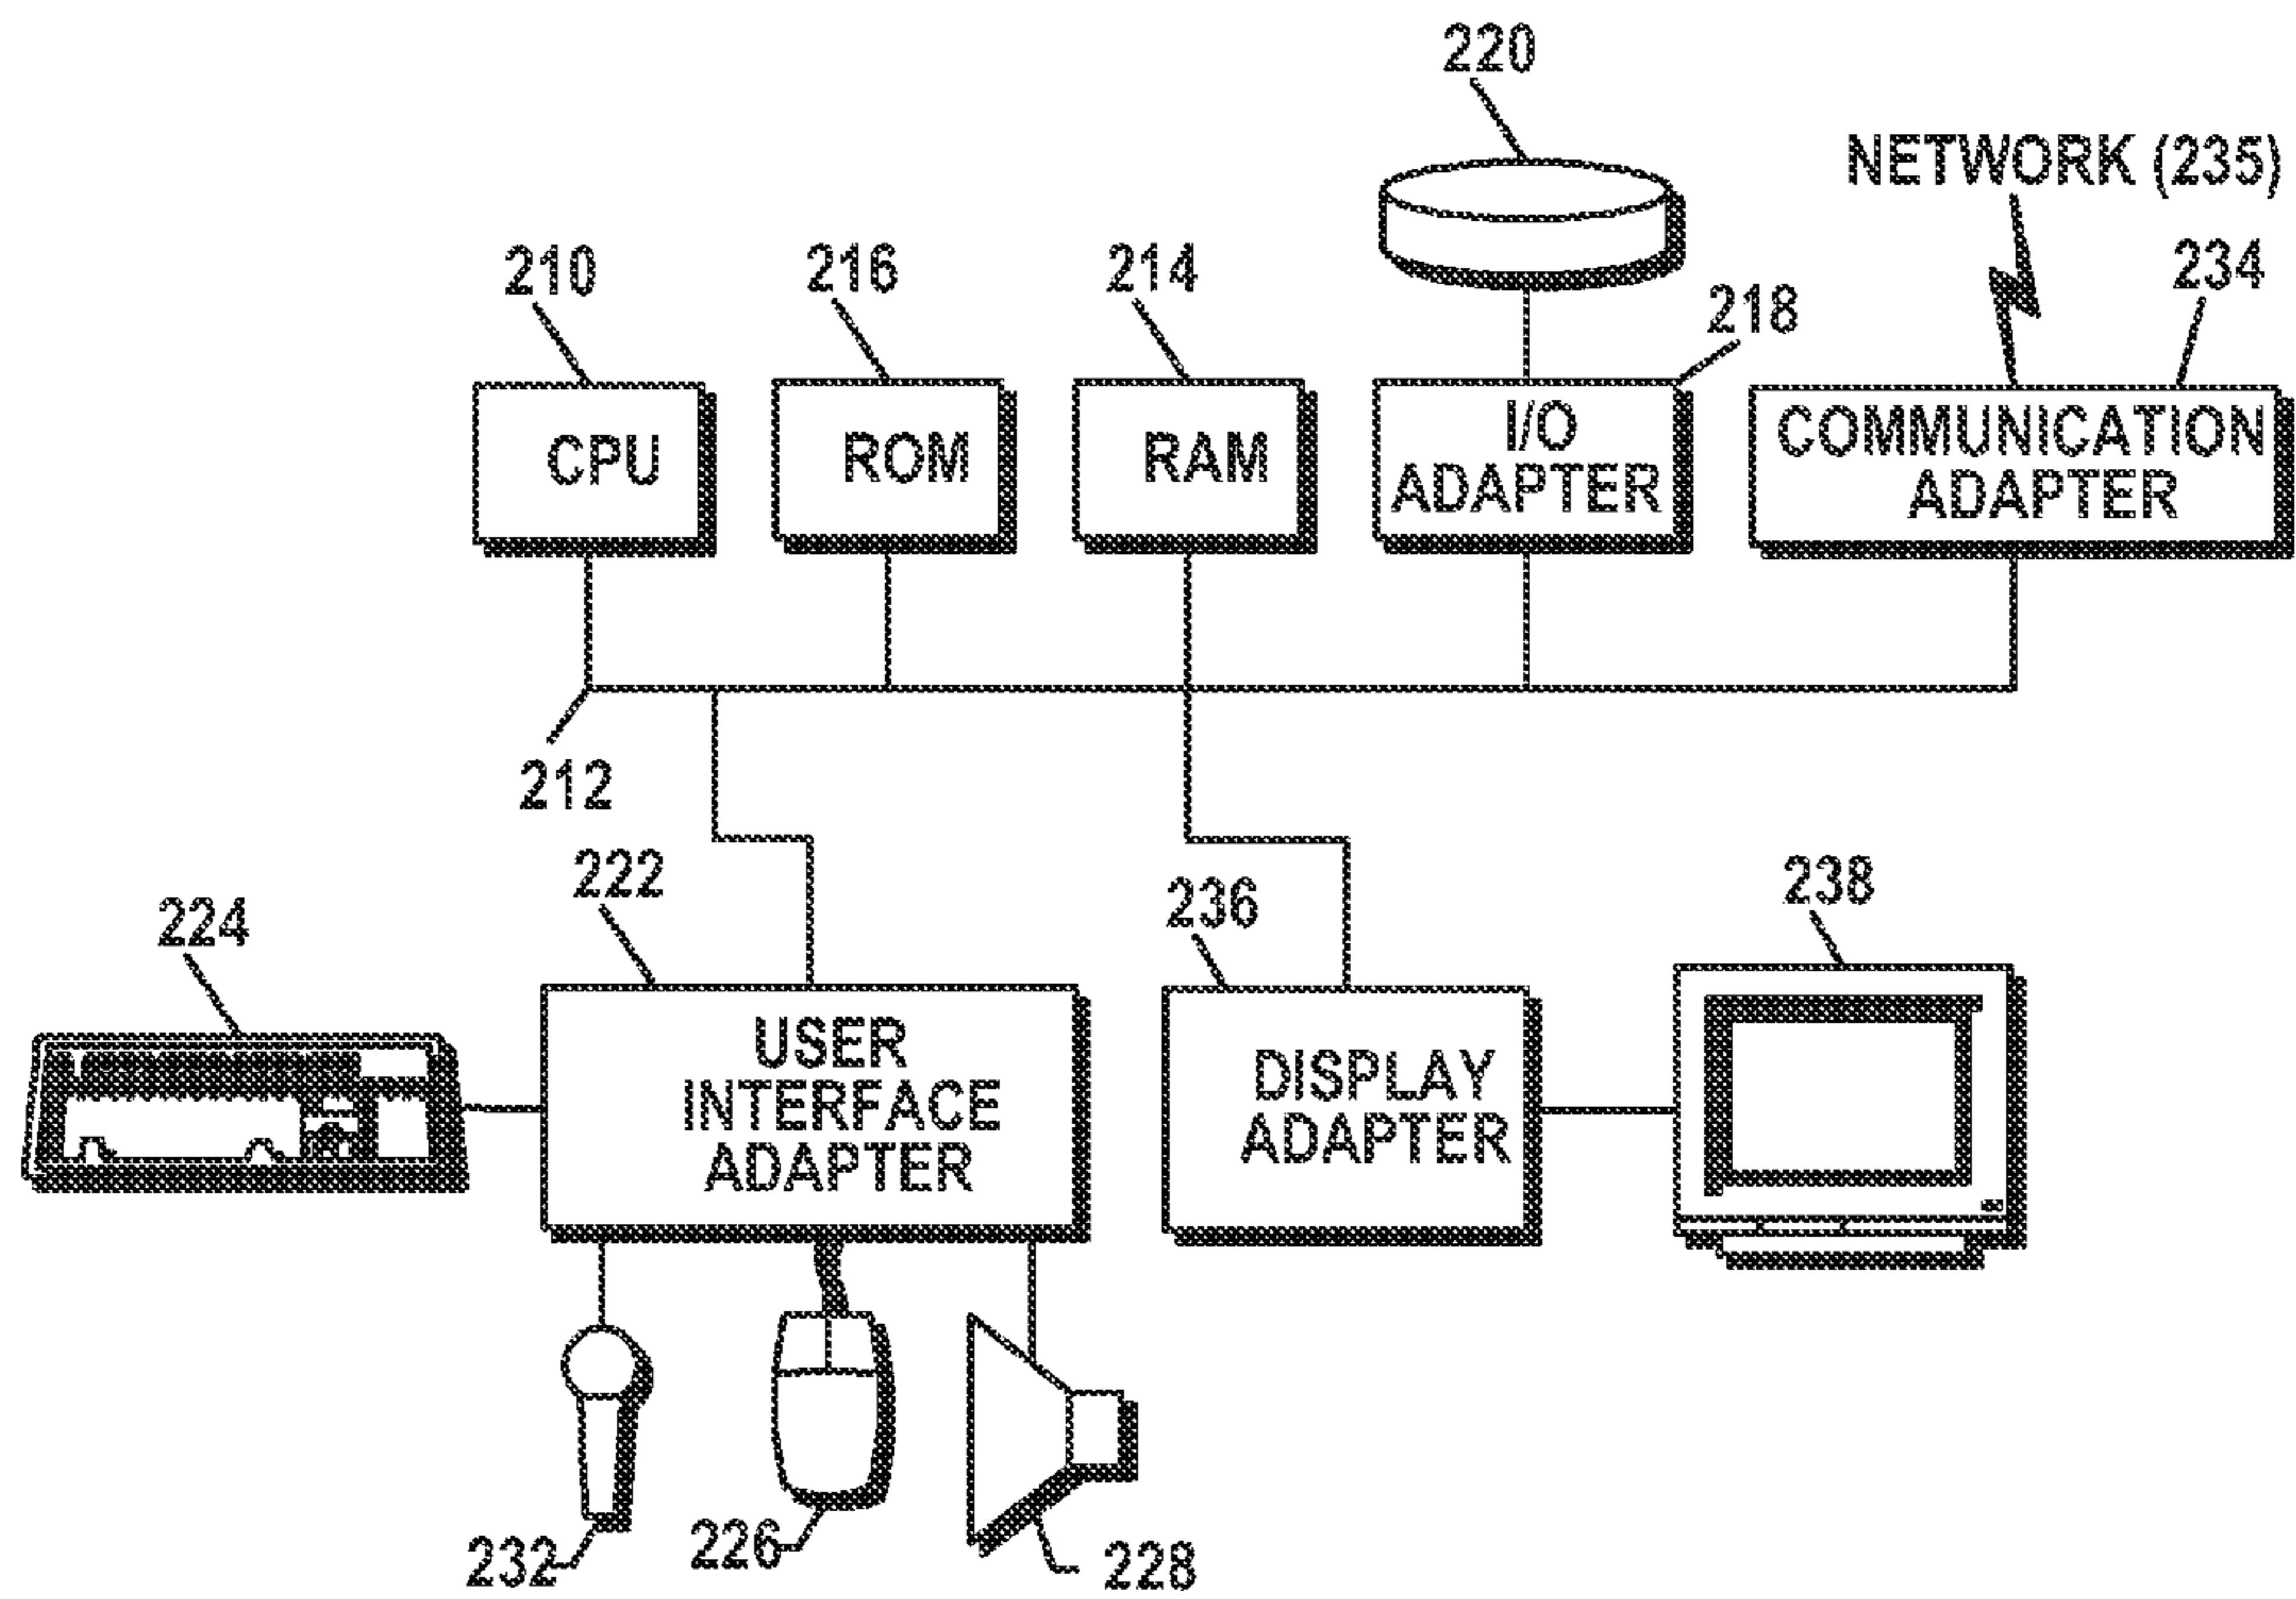 220
NETWORK (235)
210
216
214
218
234
CPU
ROM
RAM
I/O
ADAPTER
COMMUNICATION
ADAPTER
212
222
224
236
238
USER
INTERFACE
ADAPTER
DISPLAY
ADAPTER
232
226
228